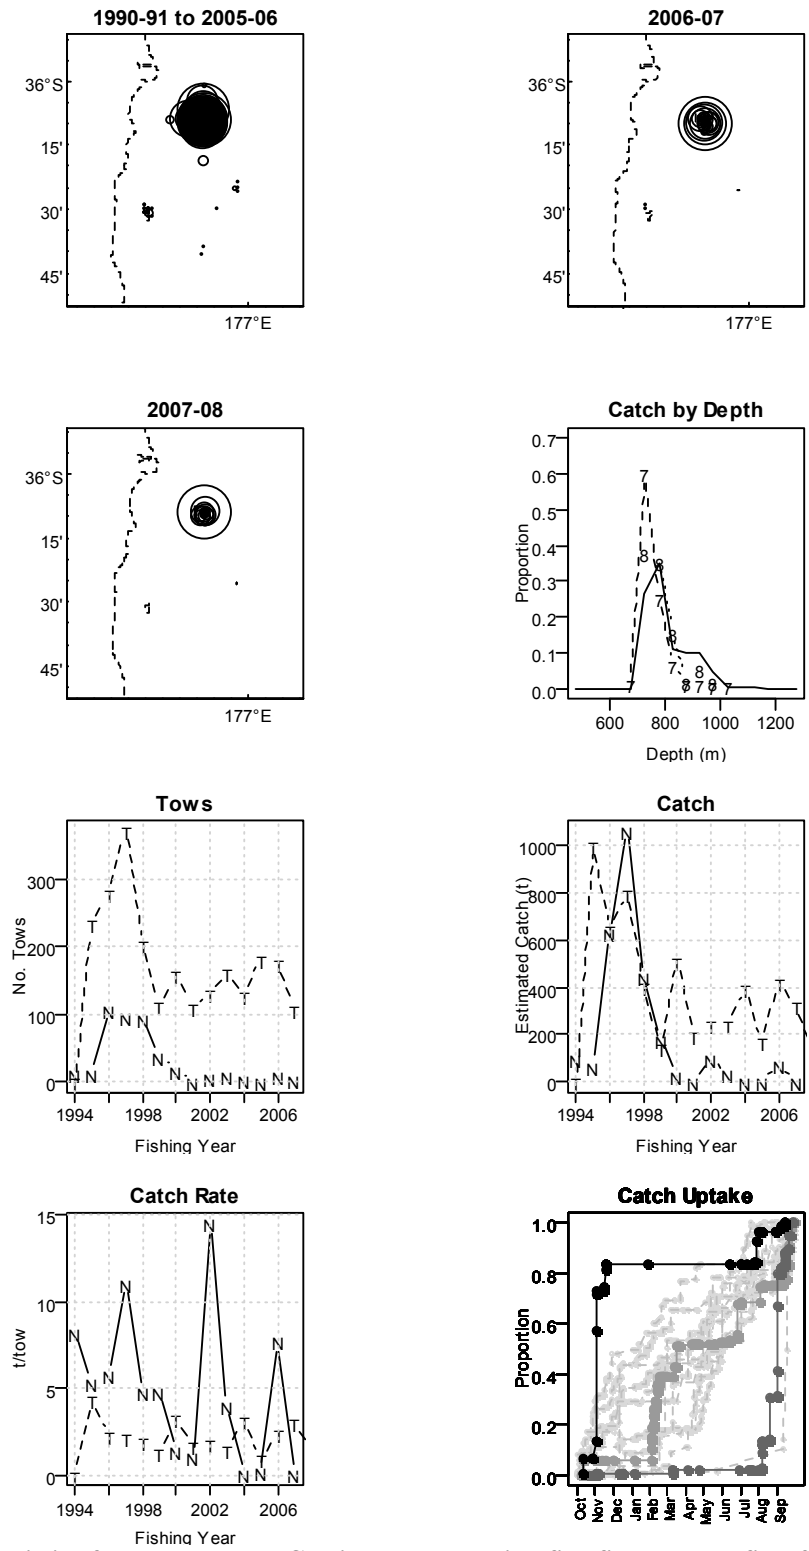 1990-91 to 2005-06
36°S
15'
30'
45'
177°E
2006-07
36°S
15'
30'
45'
177°E
2007-08
36°S
15'
30'
45'
177°E
Catch by Depth
Proportion
0.7
0.6
0.5
0.4
0.3
0.2
0.1
0.0
600 800 1000 1200
Depth (m)
Tows
No. Tows
300
200
100
0
1994 1998 2002 2006
Fishing Year
Catch
Estimated Catch (t)
1000
800
600
400
200
0
1994 1998 2002 2006
Fishing Year
Catch Rate
t/tow
15
10
5
0
1994 1998 2002 2006
Fishing Year
Catch Uptake
Proportion
1.0
0.8
0.6
0.4
0.2
0.0
Oct Nov Dec Jan Feb Mar Apr May Jun Jul Aug Sep